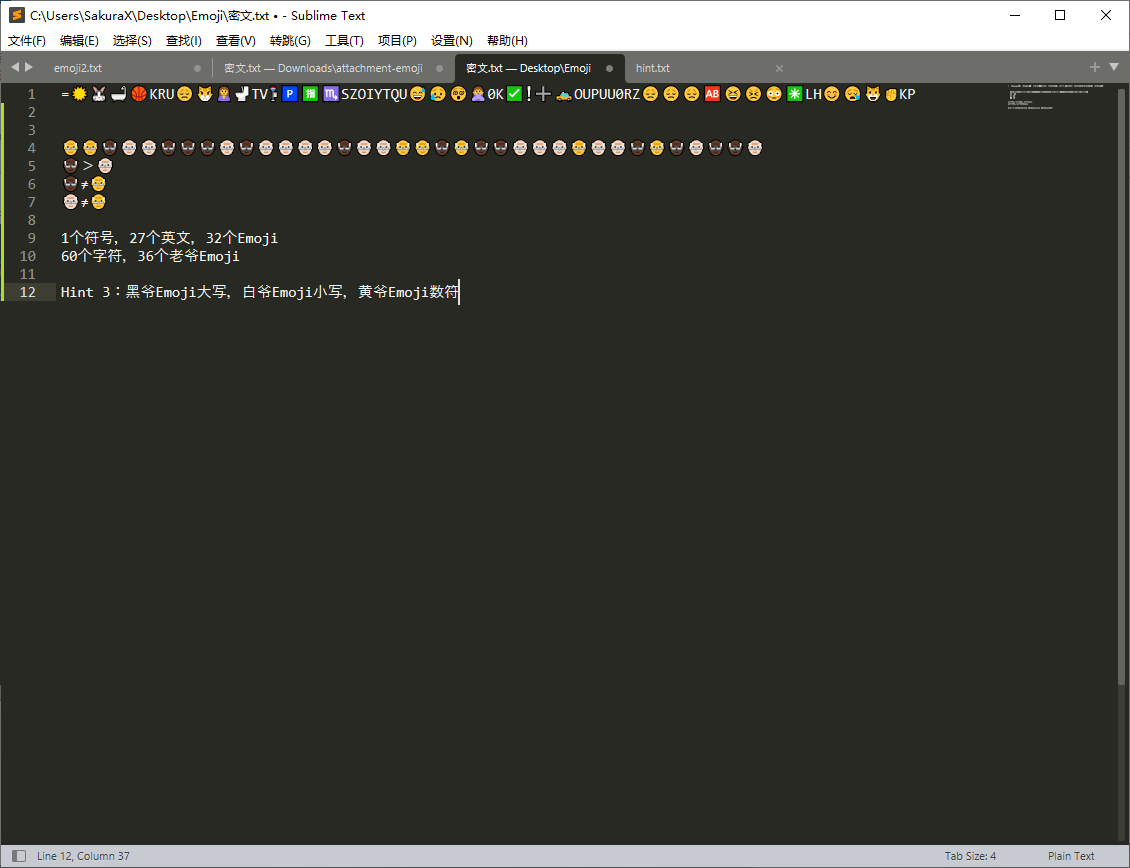 C:\Users\SakuraX\Desktop\Emoji\密文.txt • - Sublime Text
文件(F) 编辑(E) 选择(S) 查找(I) 查看(V) 转跳(G) 工具(T) 项目(P) 设置(N) 帮助(H)
emoji2.txt 密文.txt — Downloads\attachment-emoji 密文.txt — Desktop\Emoji hint.txt
1 =☀🐰🛁🏀KRU😣🐱🤦‍♀️🚽TV🚶🅿🈯♏SZOIYTQU😅😥😵🙅‍♀️0K✅!➕🏊OUPUU0RZ😔😔😔🆎😆😖😳✳LH😊😪😺✊KP
2
3
4 👴👴👴🏿👴🏻👴🏻👴🏿👴🏿👴🏿👴🏻👴🏿👴🏻👴🏻👴🏻👴🏻👴🏿👴🏻👴🏻👴👴👴🏿👴👴🏿👴🏿👴🏻👴🏻👴🏻👴👴🏻👴🏻👴🏿👴👴🏿👴🏻👴🏿👴🏿👴🏻
5 👴🏿>👴🏻
6 👴🏿≠👴
7 👴🏻≠👴
8
9 1个符号, 27个英文, 32个Emoji
10 60个字符, 36个老爷Emoji
11
12 Hint 3：黑爷Emoji大写, 白爷Emoji小写, 黄爷Emoji数符
Line 12, Column 37 Tab Size: 4 Plain Text